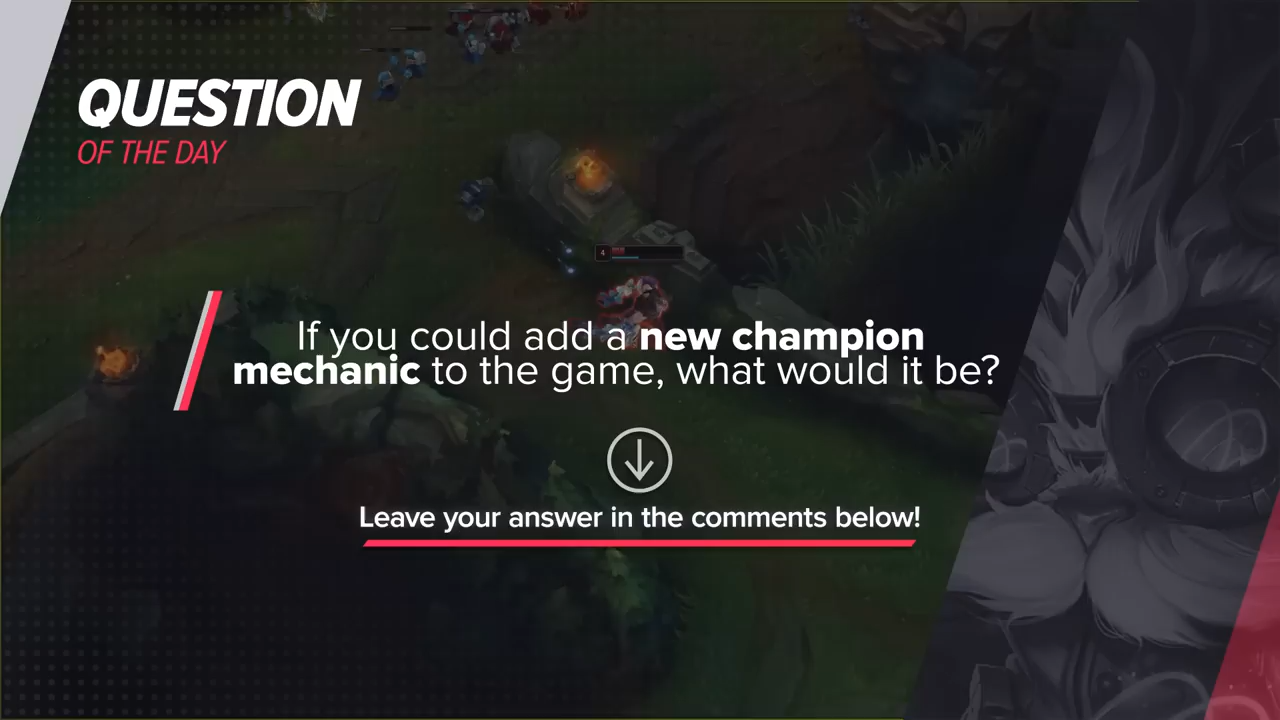 QUESTION
OF THE DAY
4
If you could add a new champion
mechanic to the game, what would it be?
Leave your answer in the comments below!